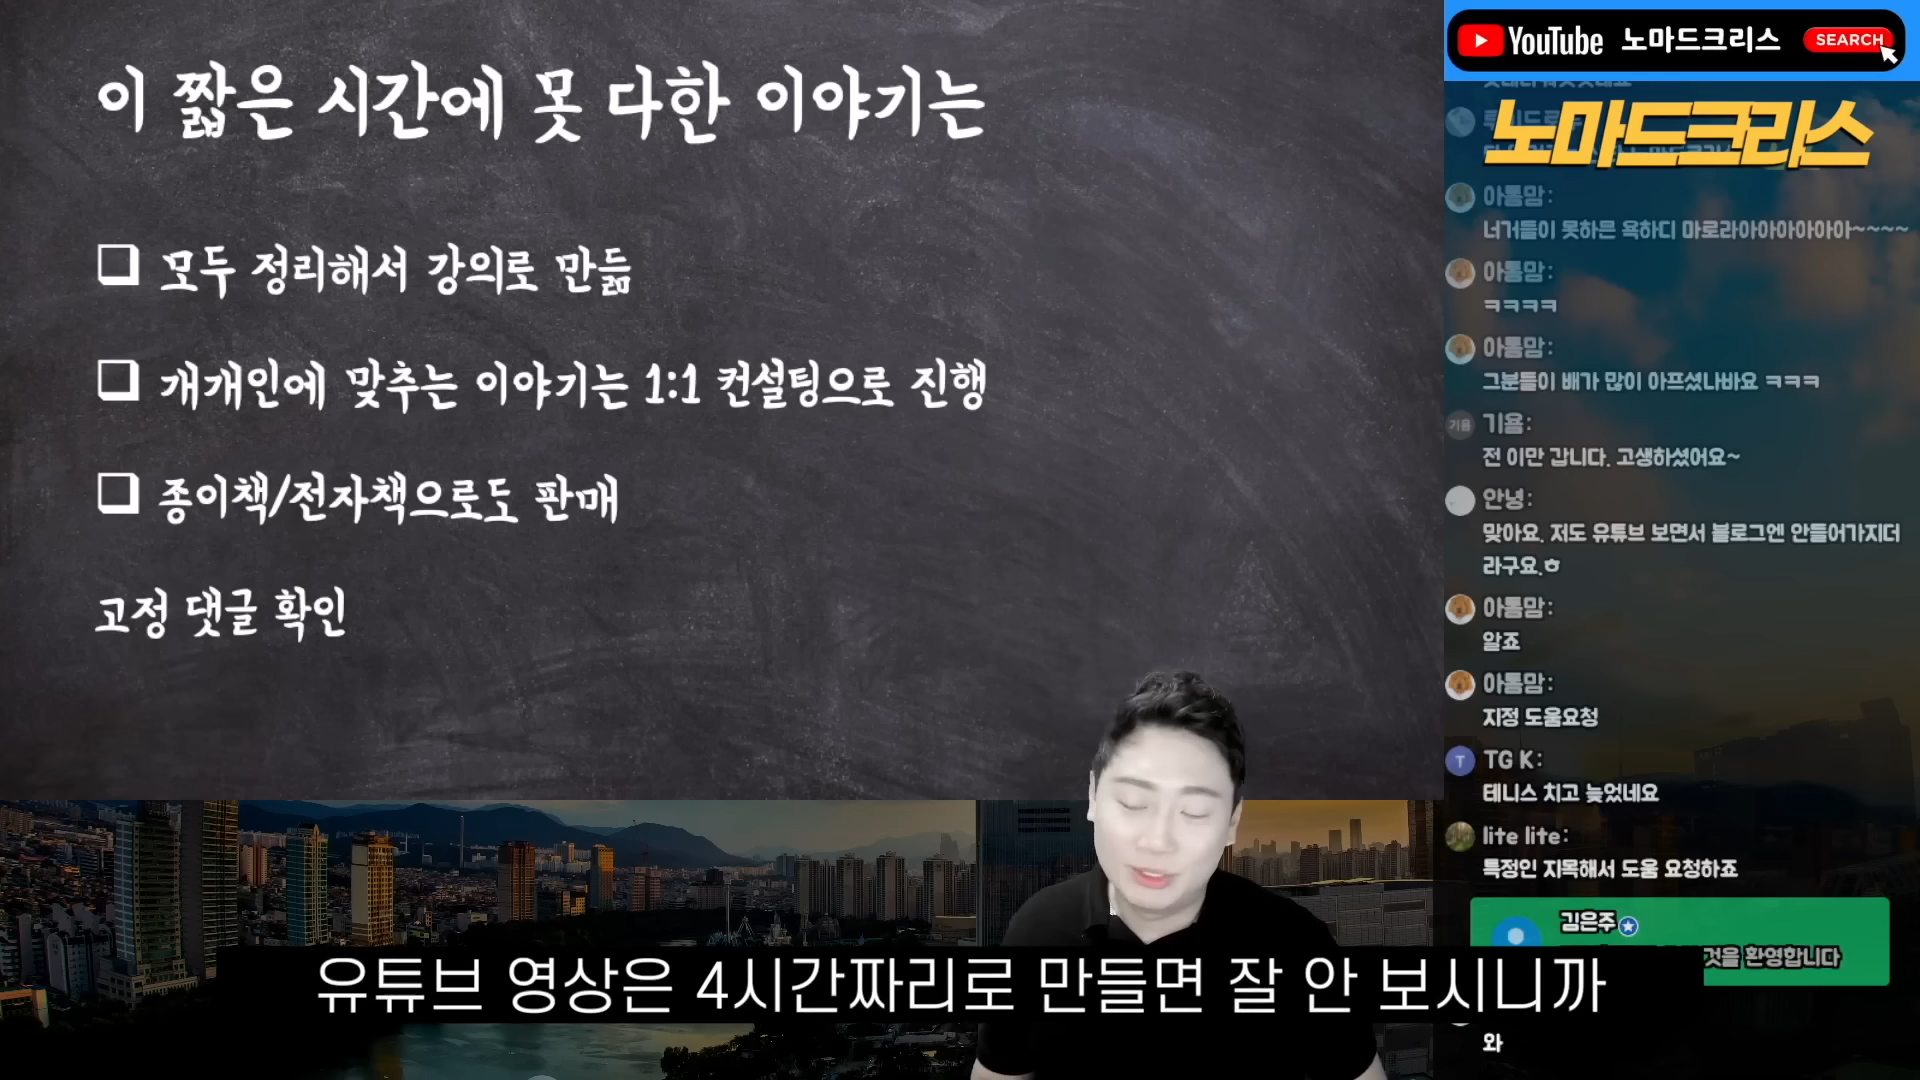 이 짧은 시간에 못 다한 이야기는
❑ 모두 정리해서 강의로 만듦
❑ 개개인에 맞추는 이야기는 1:1 컨설팅으로 진행
❑ 종이책/전자책으로도 판매
고정 댓글 확인
유튜브 영상은 4시간짜리로 만들면 잘 안 보시니까
YouTube 노마드크리스 SEARCH
노마드크리스
아톰맘:
너거들이 못하믄 욕하디 마로라아아아아아아~~~~
아톰맘:
ㅋㅋㅋㅋ
아톰맘:
그분들이 배가 많이 아프셨나바요 ㅋㅋㅋ
기욤 기욤:
전 이만 갑니다. 고생하셨어요~
안녕:
맞아요. 저도 유튜브 보면서 블로그엔 안들어가지더
라구요.ㅎ
아톰맘:
알죠
아톰맘:
지정 도움요청
T TG K:
테니스 치고 늦었네요
lite lite:
특정인 지목해서 도움 요청하죠
김은주
것을 환영합니다
와